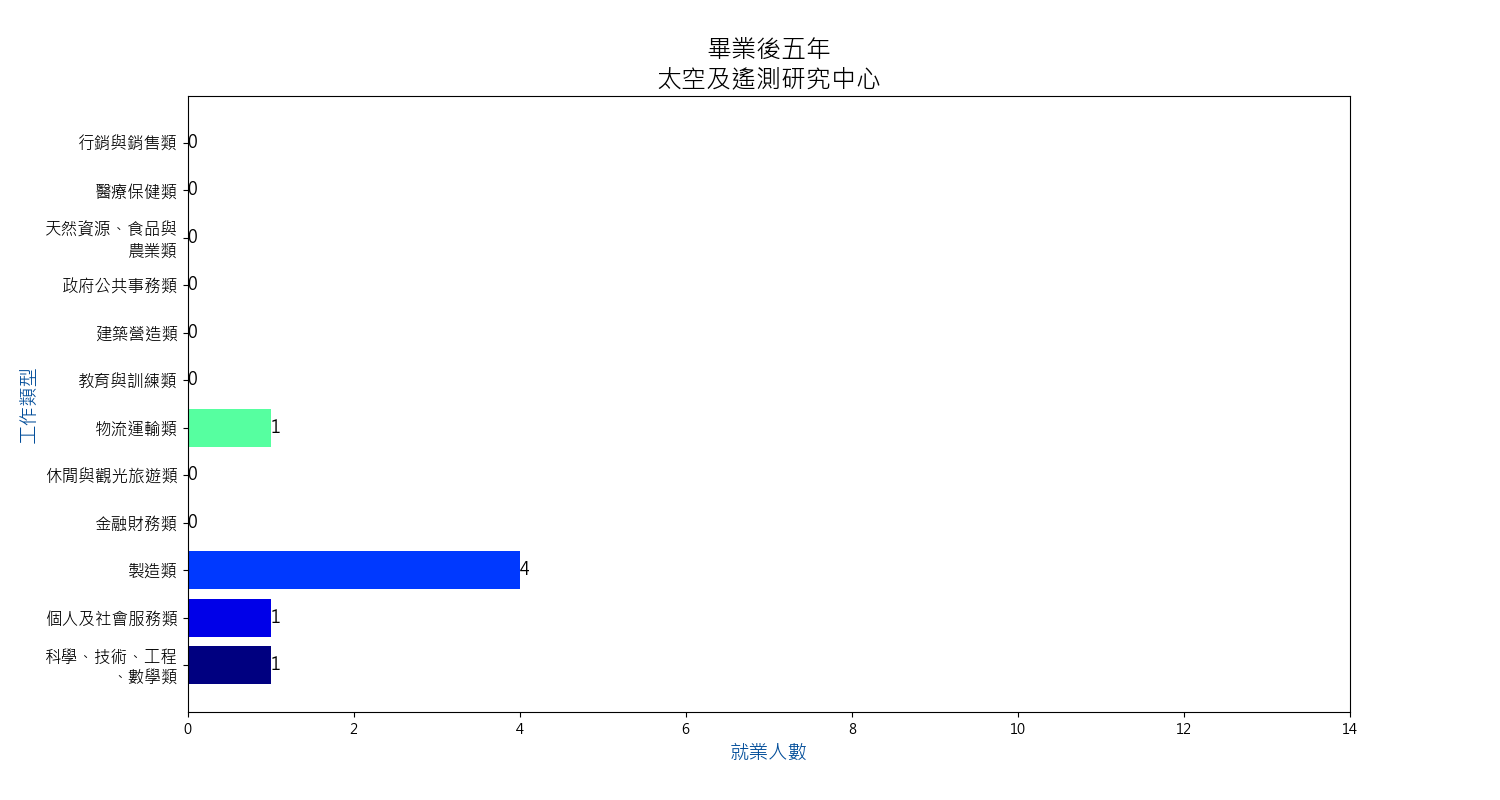 畢業後五年
太空及遙測研究中心
工作類型
行銷與銷售類 0
醫療保健類 0
天然資源、食品與
農業類 0
政府公共事務類 0
建築營造類 0
教育與訓練類 0
物流運輸類 1
休閒與觀光旅遊類 0
金融財務類 0
製造類 4
個人及社會服務類 1
科學、技術、工程
、數學類 1
0 2 4 6 8 10 12 14
就業人數